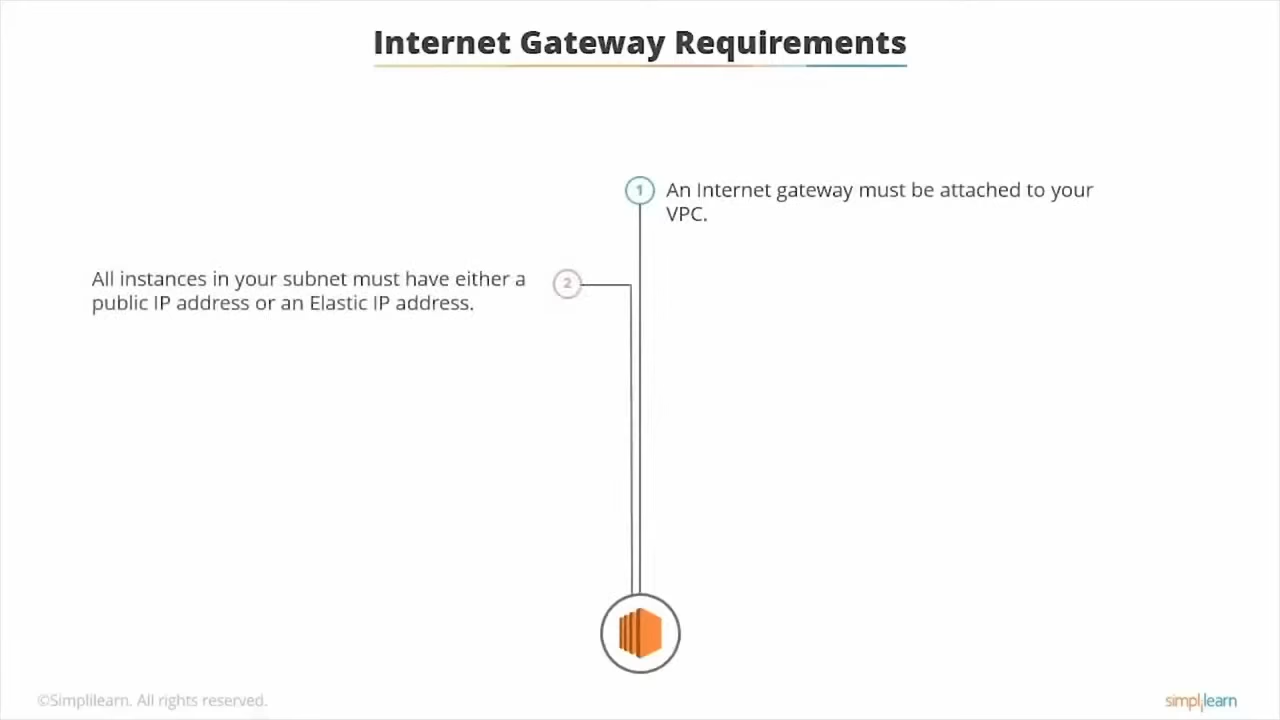 Internet Gateway Requirements
1
An Internet gateway must be attached to your
VPC.
All instances in your subnet must have either a
public IP address or an Elastic IP address.
2
©Simplilearn. All rights reserved.
simplilearn